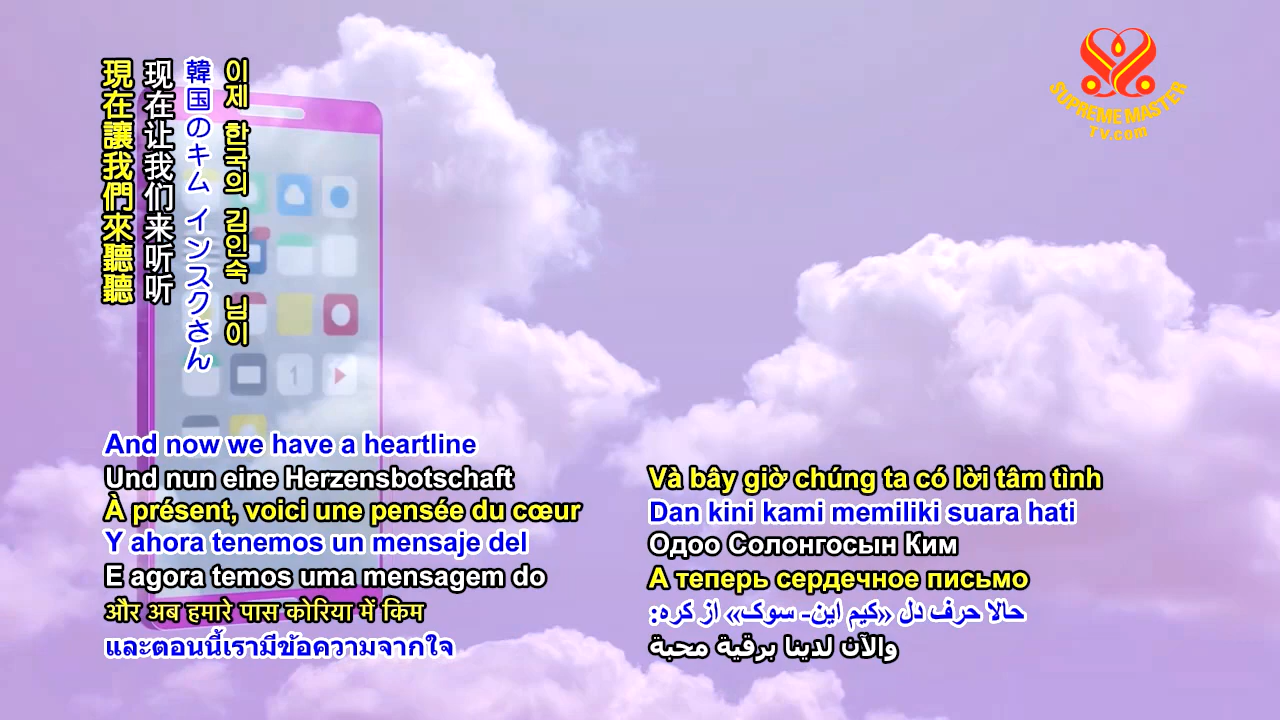 이제 한국의 김인숙 님이
韓国のキム インスクさん
现在让我们来听听
現在讓我們來聽聽
SUPREME MASTER
TV.com
1
And now we have a heartline
Und nun eine Herzensbotschaft
À présent, voici une pensée du cœur
Y ahora tenemos un mensaje del
E agora temos uma mensagem do
और अब हमारे पास कोरिया में किम
และตอนนี้เรามีข้อความจากใจ
Và bây giờ chúng ta có lời tâm tình
Dan kini kami memiliki suara hati
Одоо Солонгосын Ким
А теперь сердечное письмо
حالا حرف دل «کیم این- سوک» از کره:
والآن لدينا برقية محبة